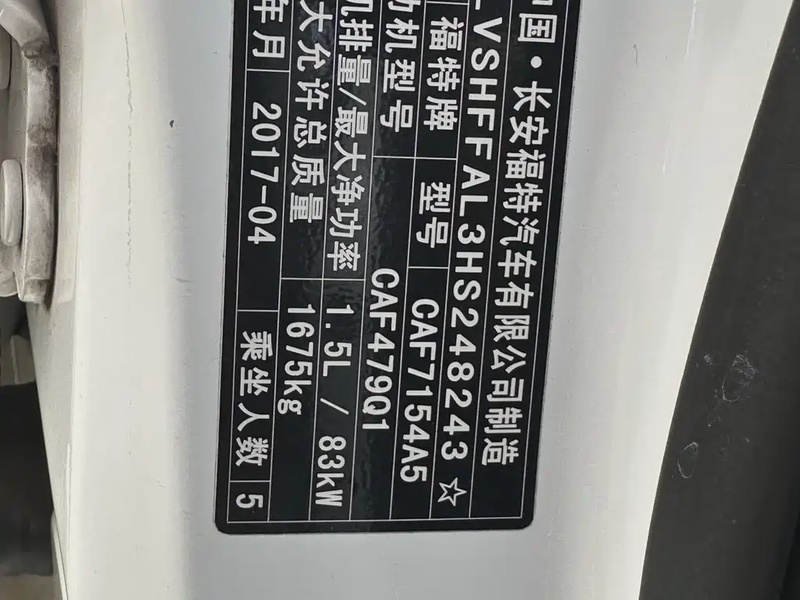 中国·长安福特汽车有限公司制造
LVSHFFAL3HS248243☆
福特牌 型号 CAF7154A5
动机型号 CAF479Q1
机排量/最大净功率 1.5L / 83kW
大允许总质量 1675kg
年月 2017-04 乘坐人数 5